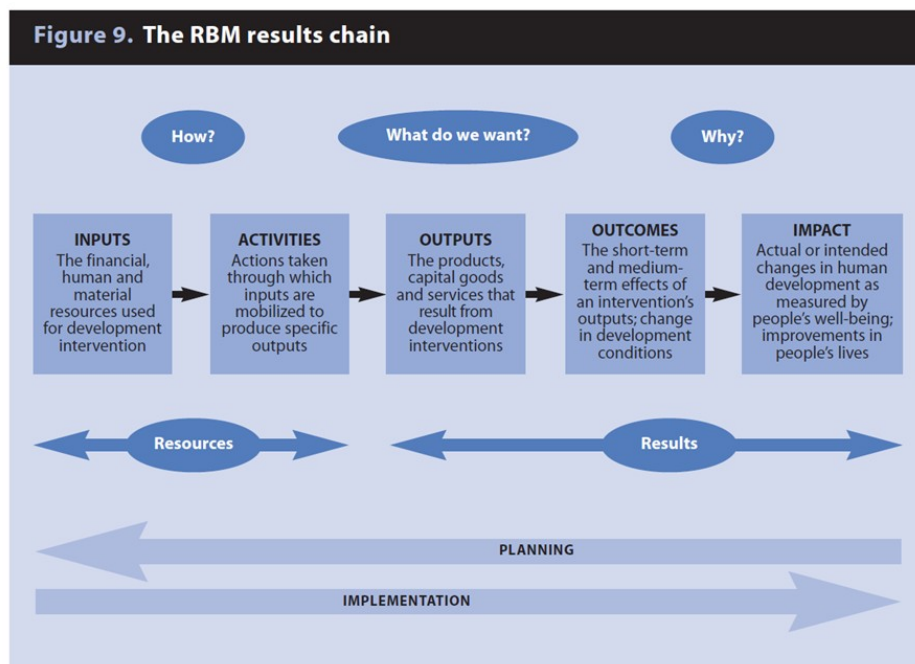 Figure 9. The RBM results chain
How?
What do we want?
Why?
INPUTS
The financial,
human and
material
resources used
for development
intervention
ACTIVITIES
Actions taken
through which
inputs are
mobilized to
produce specific
outputs
OUTPUTS
The products,
capital goods
and services that
result from
development
interventions
OUTCOMES
The short-term
and medium-
term effects of
an intervention’s
outputs; change
in development
conditions
IMPACT
Actual or intended
changes in human
development as
measured by
people’s well-being;
improvements in
people’s lives
Resources
Results
PLANNING
IMPLEMENTATION